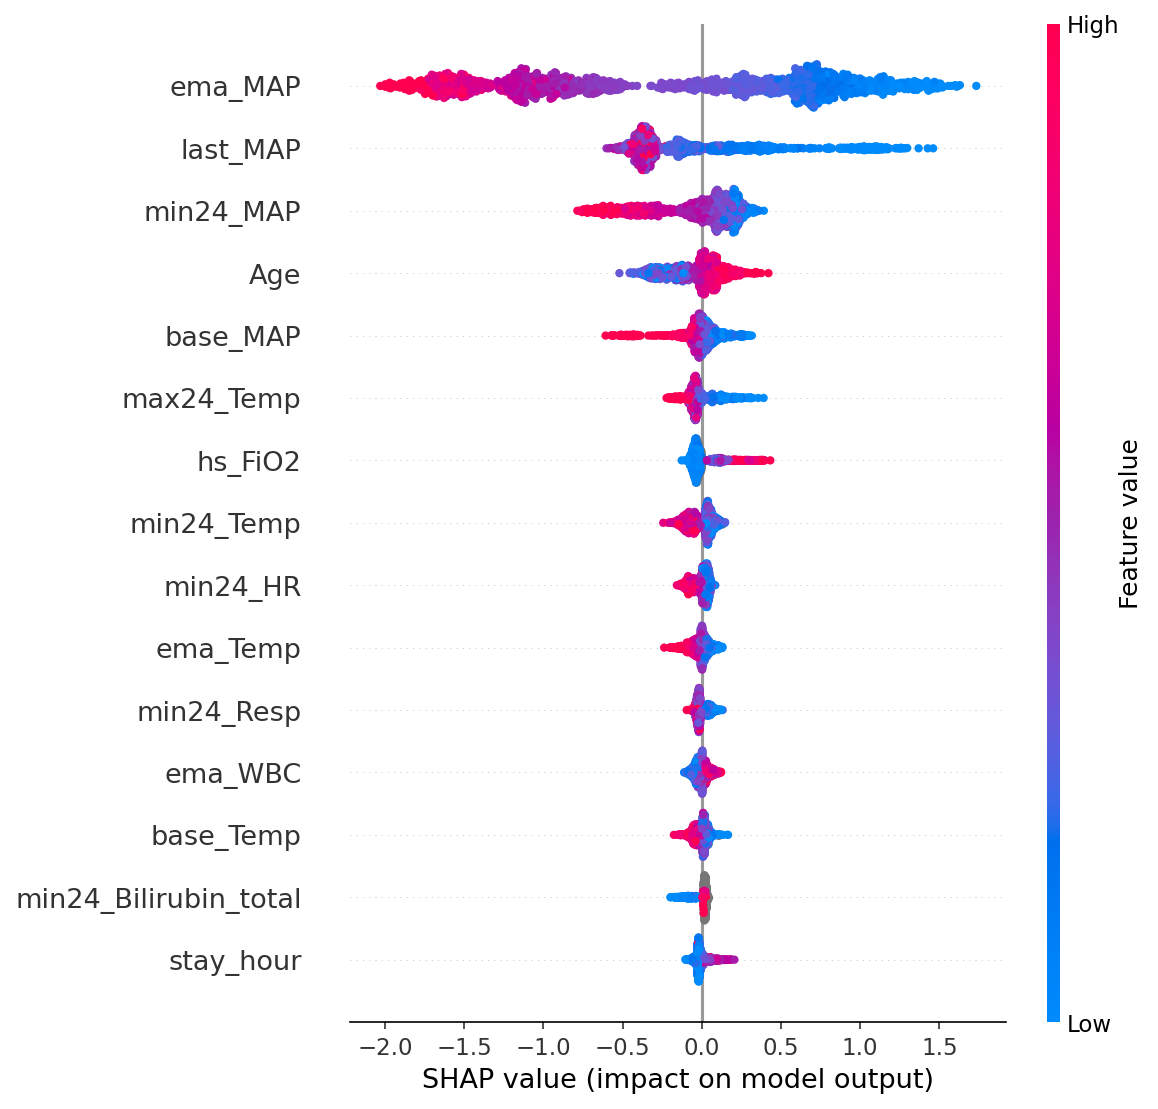 High
ema_MAP
last_MAP
min24_MAP
Age
base_MAP
max24_Temp
hs_FiO2
min24_Temp
min24_HR
ema_Temp
min24_Resp
ema_WBC
base_Temp
min24_Bilirubin_total
stay_hour
Feature value
Low
−2.0 −1.5 −1.0 −0.5 0.0 0.5 1.0 1.5
SHAP value (impact on model output)